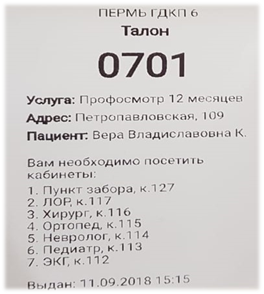 ПЕРМЬ ГДКП 6
Талон
0701
Услуга: Профосмотр 12 месяцев
Адрес: Петропавловская, 109
Пациент: Вера Владиславовна К.
Вам необходимо посетить
кабинеты:
1. Пункт забора, к.127
2. ЛОР, к.117
3. Хирург, к.116
4. Ортопед, к.115
5. Невролог, к.114
6. Педиатр, к.113
7. ЭКГ, к.112
Выдан: 11.09.2018 15:15